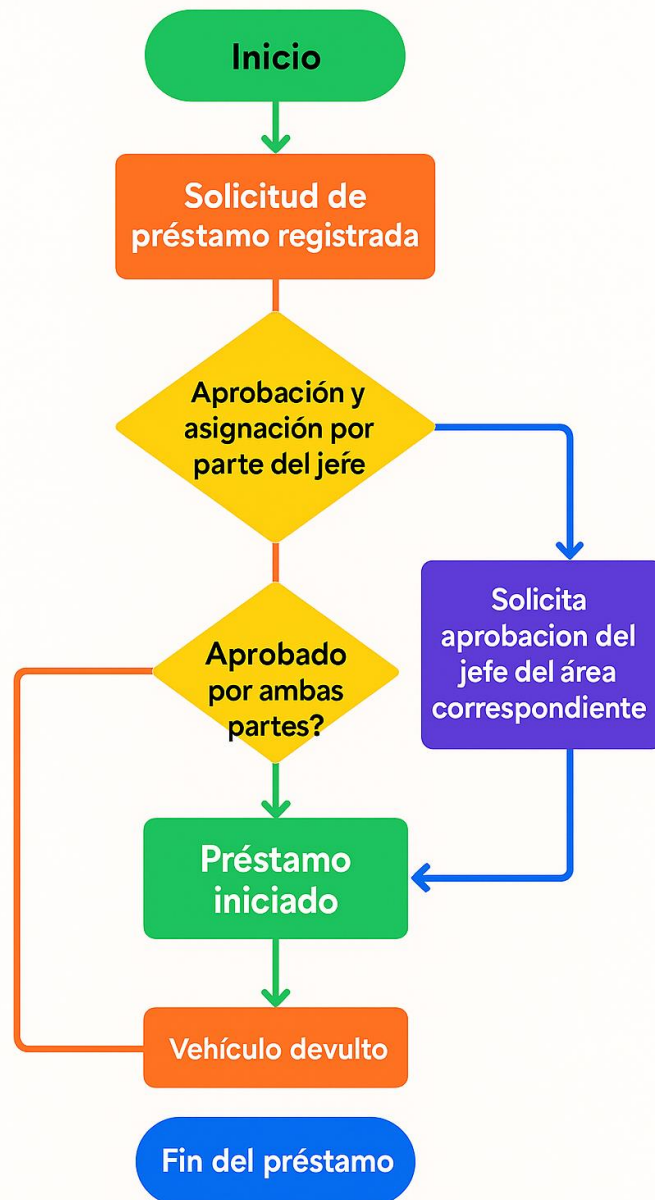 Inicio
Solicitud de
préstamo registrada
Aprobación y
asignación por
parte del jefe
Aprobado
por ambas
partes?
Solicita
aprobacion del
jefe del área
correspondiente
Préstamo
iniciado
Vehículo devulto
Fin del préstamo